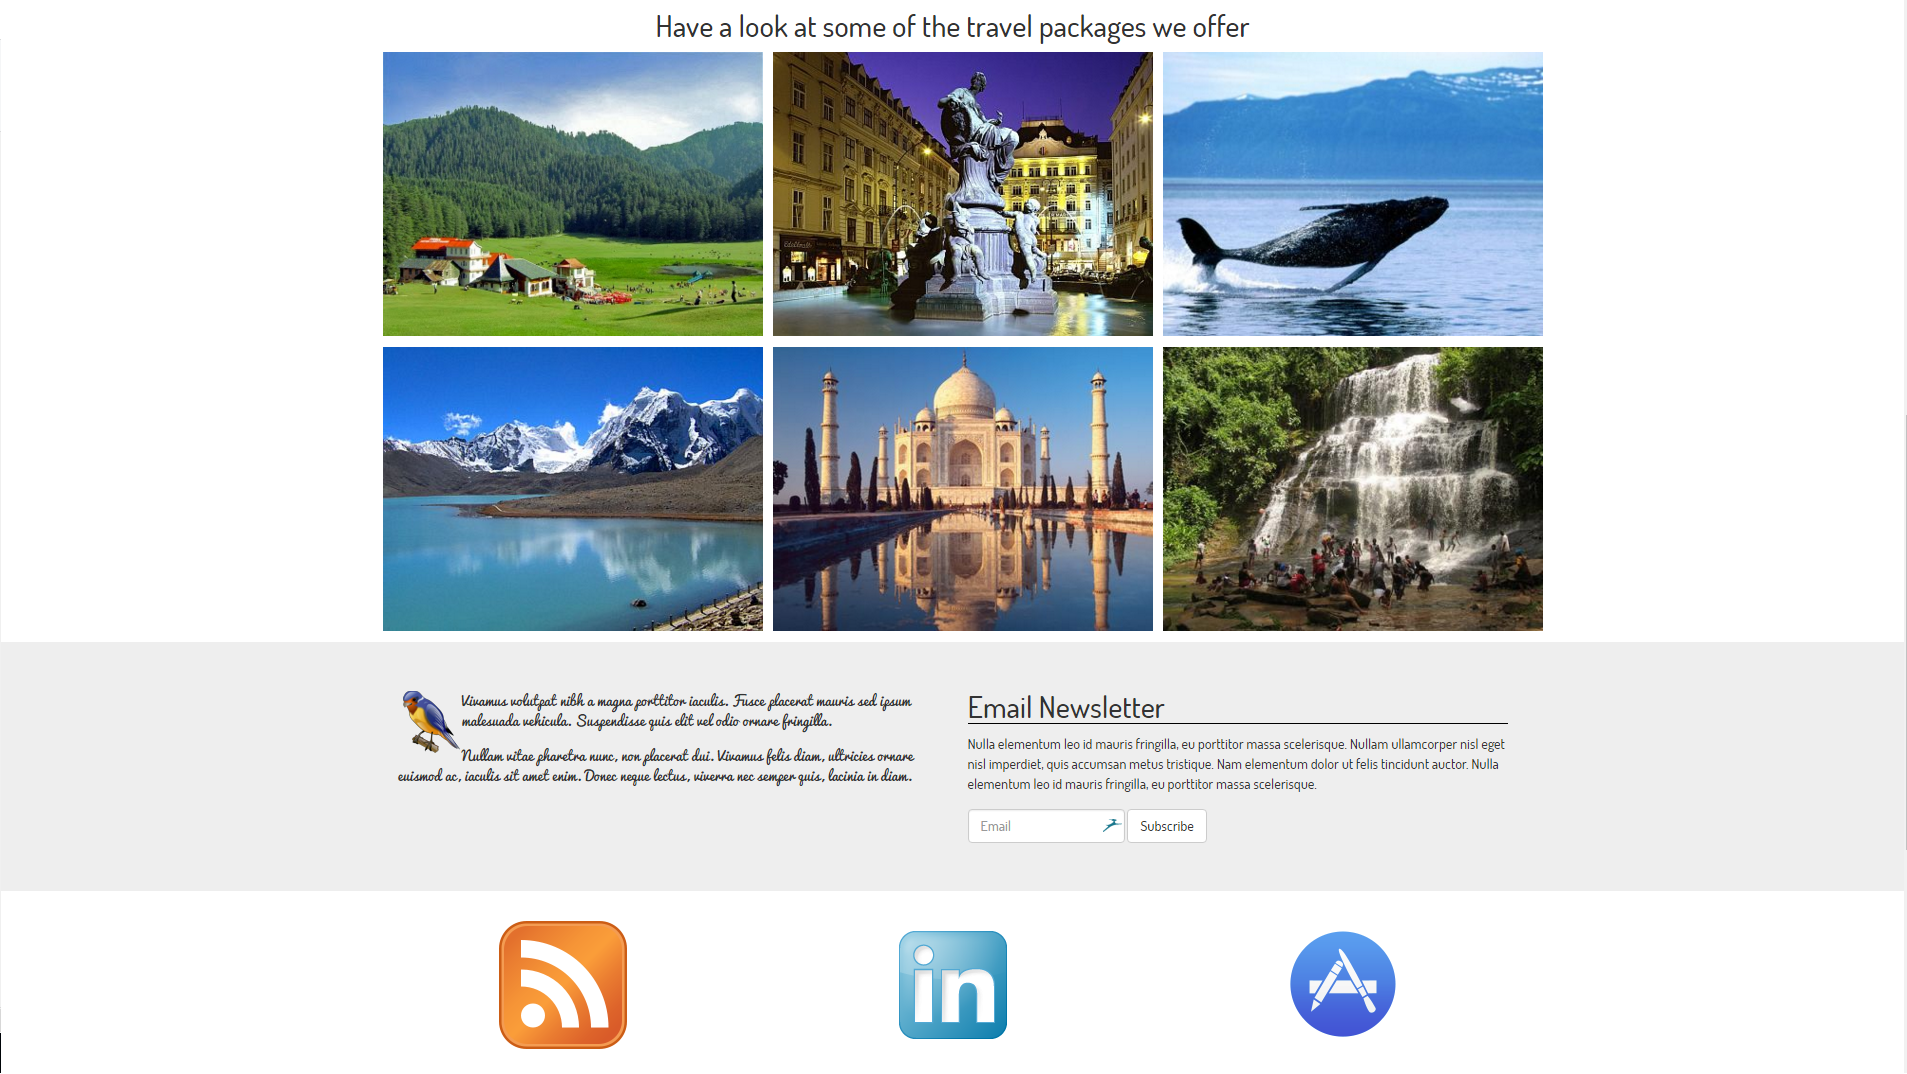 Have a look at some of the travel packages we offer
Vivamus volutpat nibh a magna porttitor iaculis. Fusce placerat mauris sed ipsum
malesuada vehicula. Suspendisse quis elit vel odio ornare fringilla.
Nullam vitae pharetra nunc, non placerat dui. Vivamus felis diam, ultricies ornare
euismod ac, iaculis sit amet enim. Donec neque lectus, viverra nec semper quis, lacinia in diam.
Email Newsletter
Nulla elementum leo id mauris fringilla, eu porttitor massa scelerisque. Nullam ullamcorper nisl eget
nisl imperdiet, quis accumsan metus tristique. Nam elementum dolor ut felis tincidunt auctor. Nulla
elementum leo id mauris fringilla, eu porttitor massa scelerisque.
Email
Subscribe
in